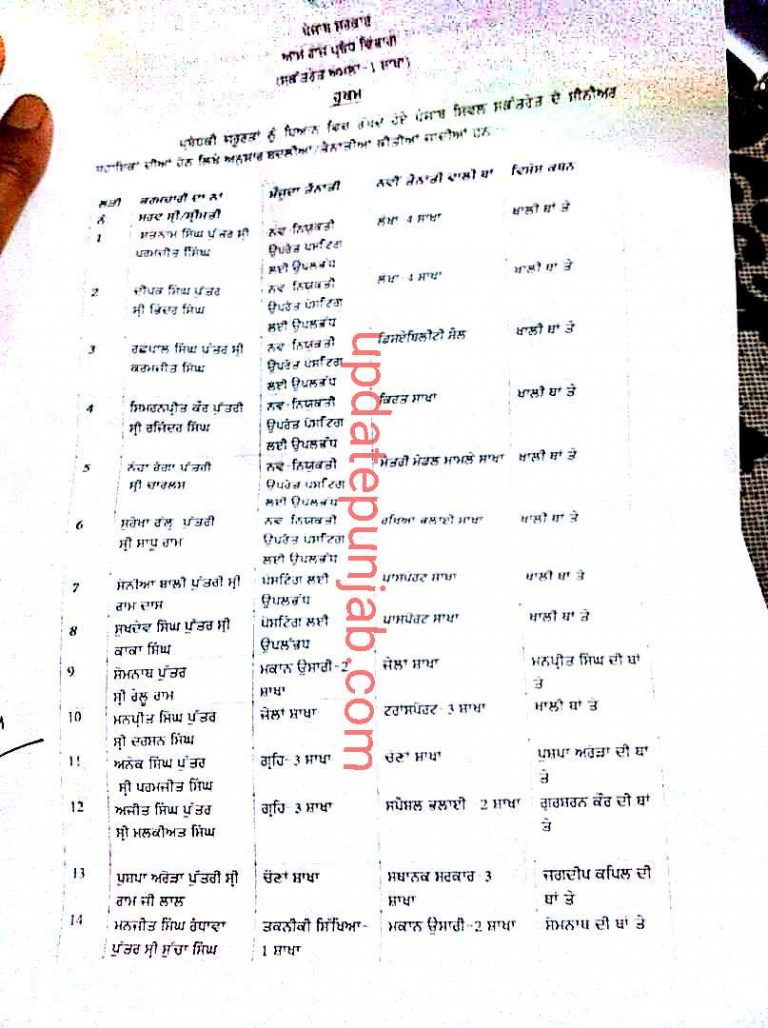 ਪੰਜਾਬ ਸਰਕਾਰ
ਆਮ ਰਾਜ ਪ੍ਰਬੰਧ ਵਿਭਾਗ
(ਸਕੱਤਰੇਤ ਅਮਲਾ-1 ਸ਼ਾਖਾ)
ਹੁਕਮ
ਪ੍ਰਬੰਧਕੀ ਜਰੂਰਤਾਂ ਨੂੰ ਧਿਆਨ ਵਿਚ ਰੱਖਦੇ ਹੋਏ ਪੰਜਾਬ ਸਿਵਲ ਸਕੱਤਰੇਤ ਦੇ ਸੀਨੀਅਰ
ਸਹਾਇਕਾਂ ਦੀਆਂ ਹੇਠ ਲਿਖੇ ਅਨੁਸਾਰ ਬਦਲੀਆਂ/ਤੈਨਾਤੀਆਂ ਕੀਤੀਆਂ ਜਾਂਦੀਆਂ ਹਨ
ਲੜੀ ਕਰਮਚਾਰੀ ਦਾ ਨਾਂ ਮੌਜੂਦਾ ਤੈਨਾਤੀ ਨਵੀਂ ਤੈਨਾਤੀ ਵਾਲੀ ਥਾਂ ਵਿਸ਼ੇਸ਼ ਕਥਨ
ਨੰ ਸਰਵ ਸ੍ਰੀ/ਸ੍ਰੀਮਤੀ
1 ਸਤਨਾਮ ਸਿੰਘ ਪੁੱਤਰ ਸ੍ਰੀ ਨਵ-ਨਿਯੁਕਤੀ ਲੇਖਾ-4 ਸਾਖਾ ਖਾਲੀ ਥਾਂ ਤੇ
ਪਰਮਜੀਤ ਸਿੰਘ ਉਪਰੰਤ ਪੋਸਟਿੰਗ
ਲਈ ਉਪਲਬੱਧ
2 ਦੀਪਕ ਸਿੰਘ ਪੁੱਤਰ ਨਵ-ਨਿਯੁਕਤੀ ਲੇਖਾ-4 ਸਾਖਾ ਖਾਲੀ ਥਾਂ ਤੇ
ਸ੍ਰੀ ਭਿੰਦਰ ਸਿੰਘ ਉਪਰੰਤ ਪੋਸਟਿੰਗ
ਲਈ ਉਪਲਬੱਧ
3 ਰਛਪਾਲ ਸਿੰਘ ਪੁੱਤਰ ਸ੍ਰੀ ਨਵ-ਨਿਯੁਕਤੀ ਡਿਸਏਬਿਲੀਟੀ ਸੈਲ ਖਾਲੀ ਥਾਂ ਤੇ
ਕਰਮਜੀਤ ਸਿੰਘ ਉਪਰੰਤ ਪੋਸਟਿੰਗ
ਲਈ ਉਪਲਬੱਧ
4 ਸਿਮਰਨਪ੍ਰੀਤ ਕੌਰ ਪੁੱਤਰੀ ਨਵ-ਨਿਯੁਕਤੀ ਕਿਰਤ ਸਾਖਾ ਖਾਲੀ ਥਾਂ ਤੇ
ਸ੍ਰੀ ਰਜਿੰਦਰ ਸਿੰਘ ਉਪਰੰਤ ਪੋਸਟਿੰਗ
ਲਈ ਉਪਲਬੱਧ
5 ਨੇਹਾ ਪੁੱਤਰੀ ਨਵ-ਨਿਯੁਕਤੀ ਮੰਤਰੀ ਮੰਡਲ ਮਾਮਲੇ ਸਾਖਾ ਖਾਲੀ ਥਾਂ ਤੇ
ਸ੍ਰੀ ਚਾਰਲਸ ਉਪਰੰਤ ਪੋਸਟਿੰਗ
ਲਈ ਉਪਲਬੱਧ
6 ਸੁਰੇਖਾ ਪੁੱਤਰੀ ਨਵ-ਨਿਯੁਕਤੀ ਰਖਿਆ ਭਲਾਈ ਸਾਖਾ ਖਾਲੀ ਥਾਂ ਤੇ
ਸ੍ਰੀ ਸਾਧੂ ਰਾਮ ਉਪਰੰਤ ਪੋਸਟਿੰਗ
ਲਈ ਉਪਲਬੱਧ
7 ਸੋਨੀਆ ਬਾਲੀ ਪੁੱਤਰੀ ਸ੍ਰੀ ਪੋਸਟਿੰਗ ਲਈ ਪਾਸਪੋਰਟ ਸਾਖਾ ਖਾਲੀ ਥਾਂ ਤੇ
ਰਾਮ ਦਾਸ ਉਪਲਬੱਧ
8 ਸੁਖਦੇਵ ਸਿੰਘ ਪੁੱਤਰ ਸ੍ਰੀ ਪੋਸਟਿੰਗ ਲਈ ਪਾਸਪੋਰਟ ਸਾਖਾ ਖਾਲੀ ਥਾਂ ਤੇ
ਕਾਕਾ ਸਿੰਘ ਉਪਲੱਬਧ
9 ਸੋਮਨਾਥ ਪੁੱਤਰ ਮਕਾਨ ਉਸਾਰੀ-2 ਜੇਲਾਂ ਸਾਖਾ ਮਨਪ੍ਰੀਤ ਸਿੰਘ ਦੀ ਥਾਂ
ਸ੍ਰੀ ਰੇਲੂ ਰਾਮ ਸ਼ਾਖਾ ਤੇ
10 ਮਨਪ੍ਰੀਤ ਸਿੰਘ ਪੁੱਤਰ ਜੇਲਾਂ ਸ਼ਾਖਾ ਟਰਾਂਸਪੋਰਟ-3 ਸਾਖਾ ਖਾਲੀ ਥਾਂ ਤੇ
ਸ੍ਰੀ ਦਰਸ਼ਨ ਸਿੰਘ
11 ਅਨੋਕ ਸਿੰਘ ਪੁੱਤਰ ਗ੍ਰਹਿ-3 ਸ਼ਾਖਾ ਚੋਣਾਂ ਸਾਖਾ ਪੁਸ਼ਪਾ ਅਰੋੜਾ ਦੀ ਥਾਂ
ਸ੍ਰੀ ਪਰਮਜੀਤ ਸਿੰਘ ਤੇ
12 ਅਜੀਤ ਸਿੰਘ ਪੁੱਤਰ ਗ੍ਰਹਿ-3 ਸ਼ਾਖਾ ਸਪੈਸ਼ਲ ਭਲਾਈ -2 ਸਾਖਾ ਗੁਰਸ਼ਰਨ ਕੌਰ ਦੀ ਥਾਂ
ਸ੍ਰੀ ਮਲਕੀਅਤ ਸਿੰਘ ਤੇ
13 ਪੁਸ਼ਪਾ ਅਰੋੜਾ ਪੁੱਤਰੀ ਸ੍ਰੀ ਚੋਣਾਂ ਸ਼ਾਖਾ ਸਥਾਨਕ ਸਰਕਾਰ-3 ਜਗਦੀਪ ਕਪਿਲ ਦੀ
ਰਾਮ ਜੀ ਲਾਲ ਸ਼ਾਖਾ ਥਾਂ ਤੇ
14 ਮਨਜੀਤ ਸਿੰਘ ਰੰਧਾਵਾ ਤਕਨੀਕੀ ਸਿੱਖਿਆ- ਮਕਾਨ ਉਸਾਰੀ-2 ਸ਼ਾਖਾ ਸੋਮਨਾਥ ਦੀ ਥਾਂ ਤੇ
ਪੁੱਤਰ ਸ੍ਰੀ ਸੁੱਚਾ ਸਿੰਘ 1 ਸ਼ਾਖਾ
updatepunjab.com